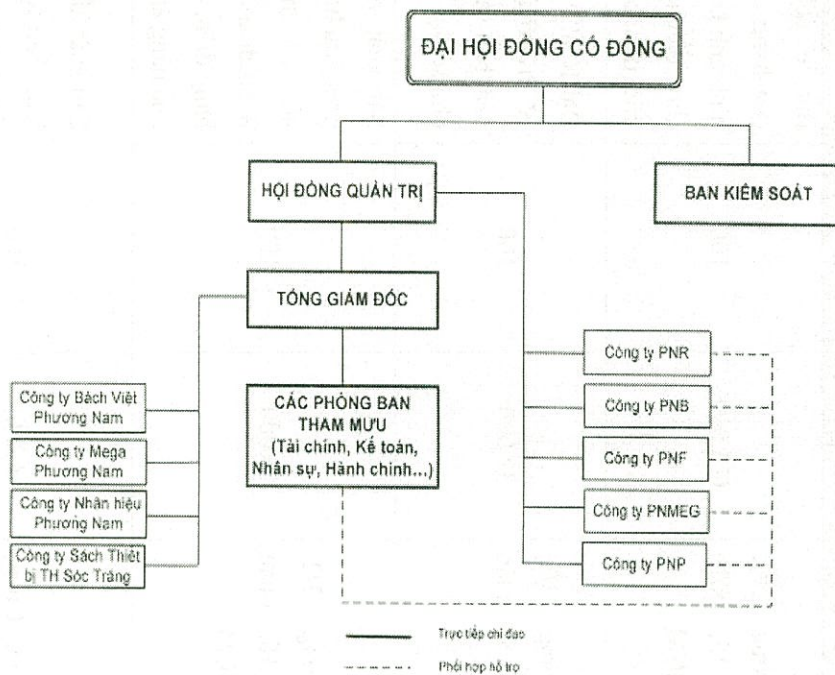 ĐẠI HỘI ĐỒNG CỔ ĐÔNG
HỘI ĐỒNG QUẢN TRỊ
BAN KIỂM SOÁT
TỔNG GIÁM ĐỐC
Công ty PNR
Công ty Bách Việt
Phương Nam
CÁC PHÒNG BAN
THAM MƯU
(Tài chính, Kế toán,
Nhân sự, Hành chính...)
Công ty PNB
Công ty Mega
Phương Nam
Công ty PNF
Công ty Nhãn hiệu
Phương Nam
Công ty PNMEG
Công ty Sách Thiết
bị TH Sóc Trăng
Công ty PNP
Trực tiếp chỉ đạo
Phối hợp hỗ trợ